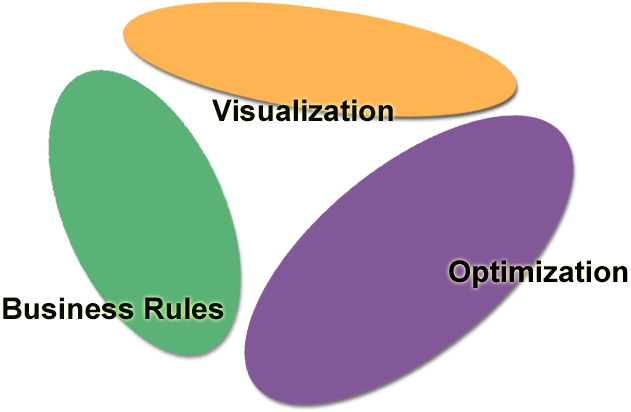 Visualization
Optimization
Business Rules